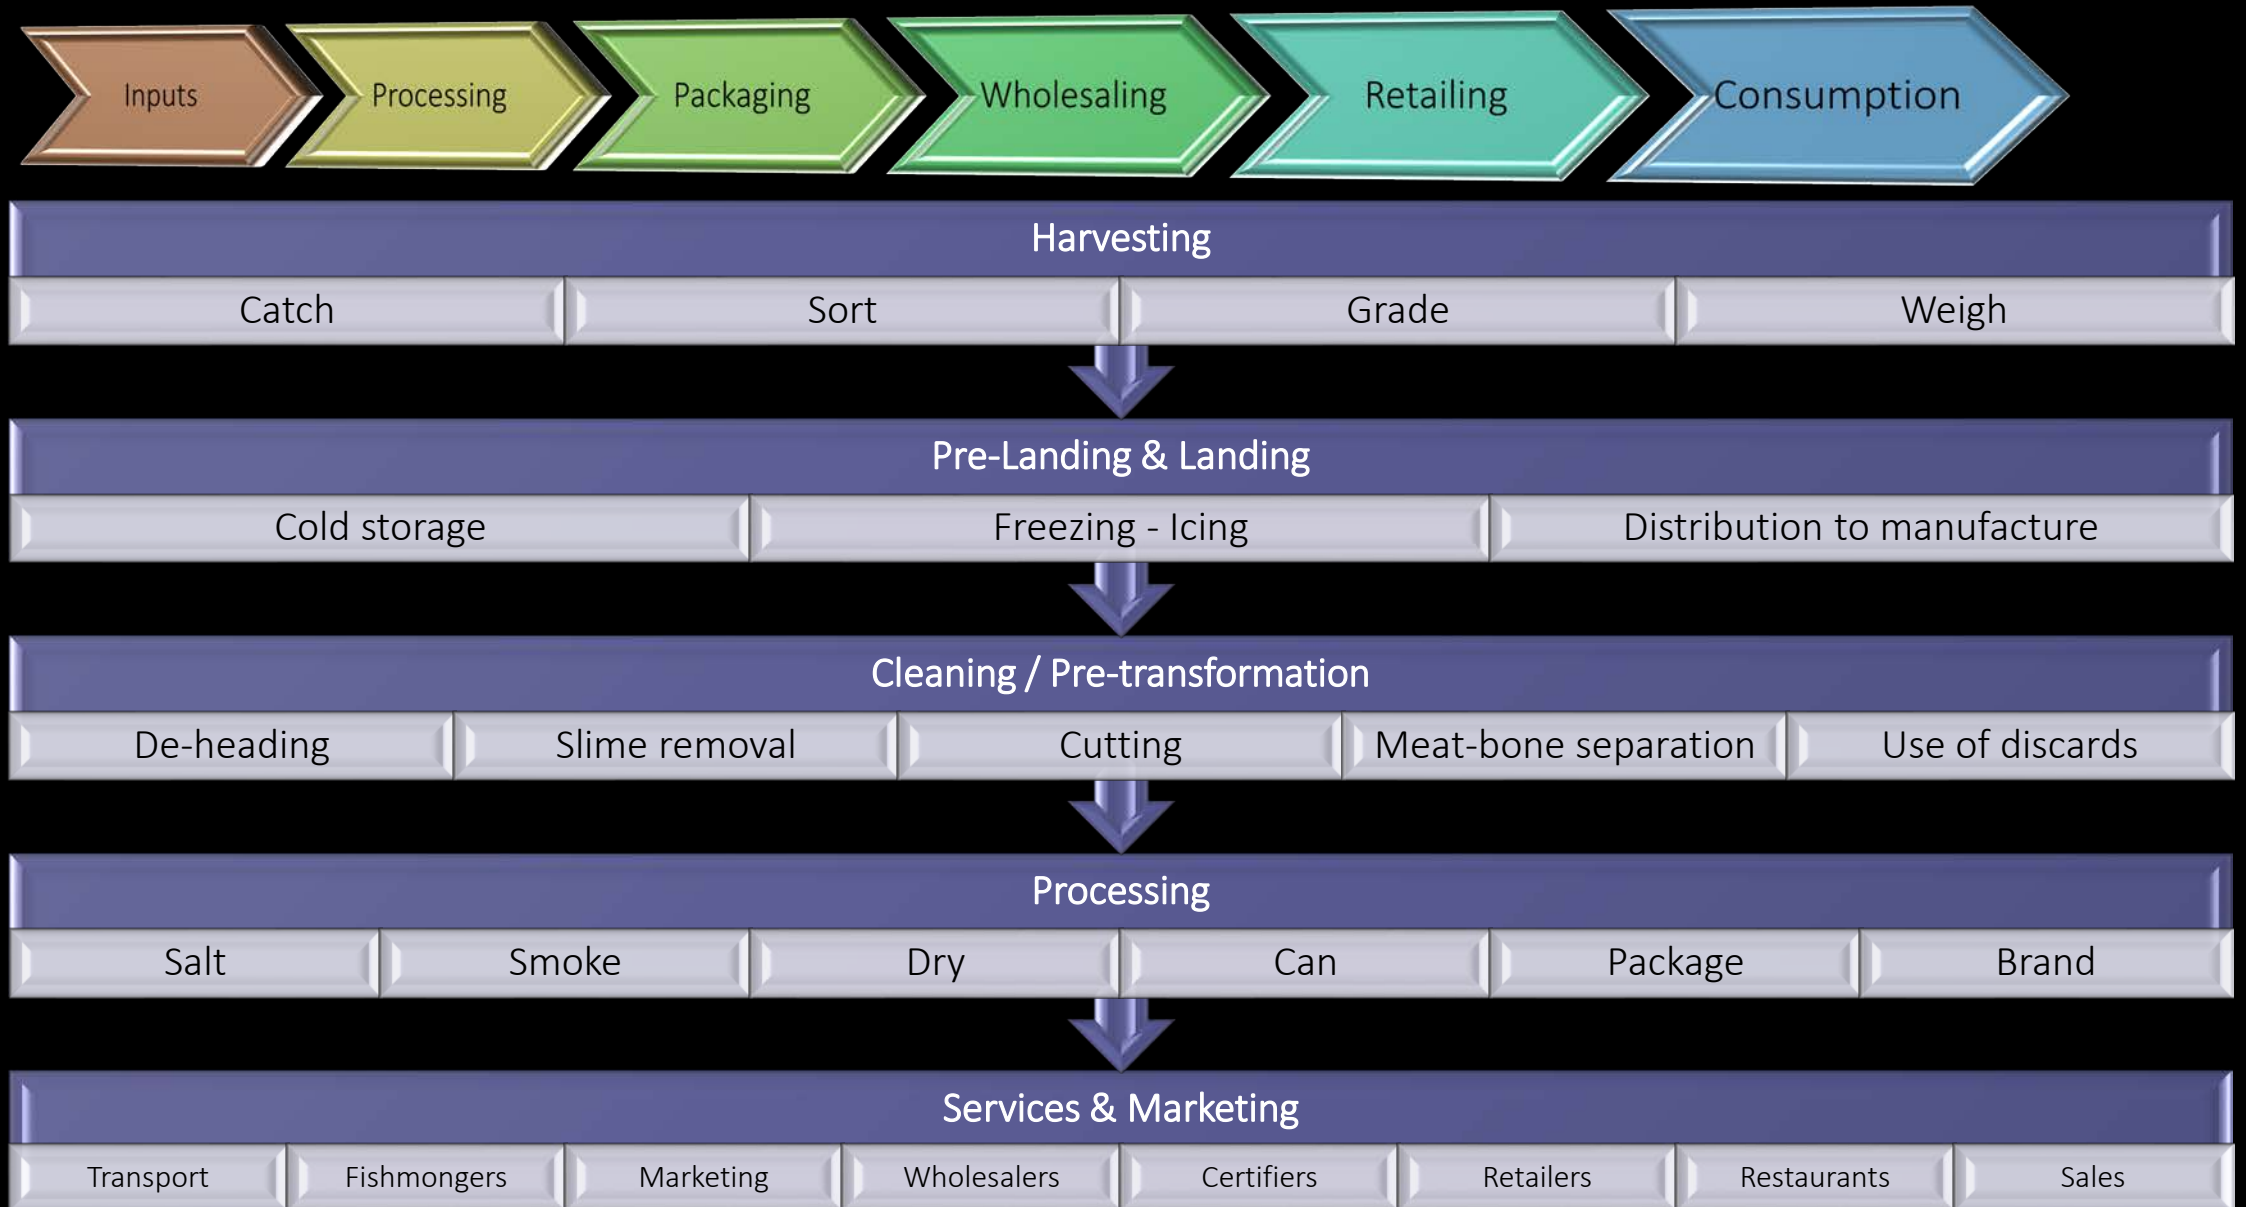 Inputs
Processing
Packaging
Wholesaling
Retailing
Consumption
Harvesting
Catch
Sort
Grade
Weigh
Pre-Landing & Landing
Cold storage
Freezing - Icing
Distribution to manufacture
Cleaning / Pre-transformation
De-heading
Slime removal
Cutting
Meat-bone separation
Use of discards
Processing
Salt
Smoke
Dry
Can
Package
Brand
Services & Marketing
Transport
Fishmongers
Marketing
Wholesalers
Certifiers
Retailers
Restaurants
Sales